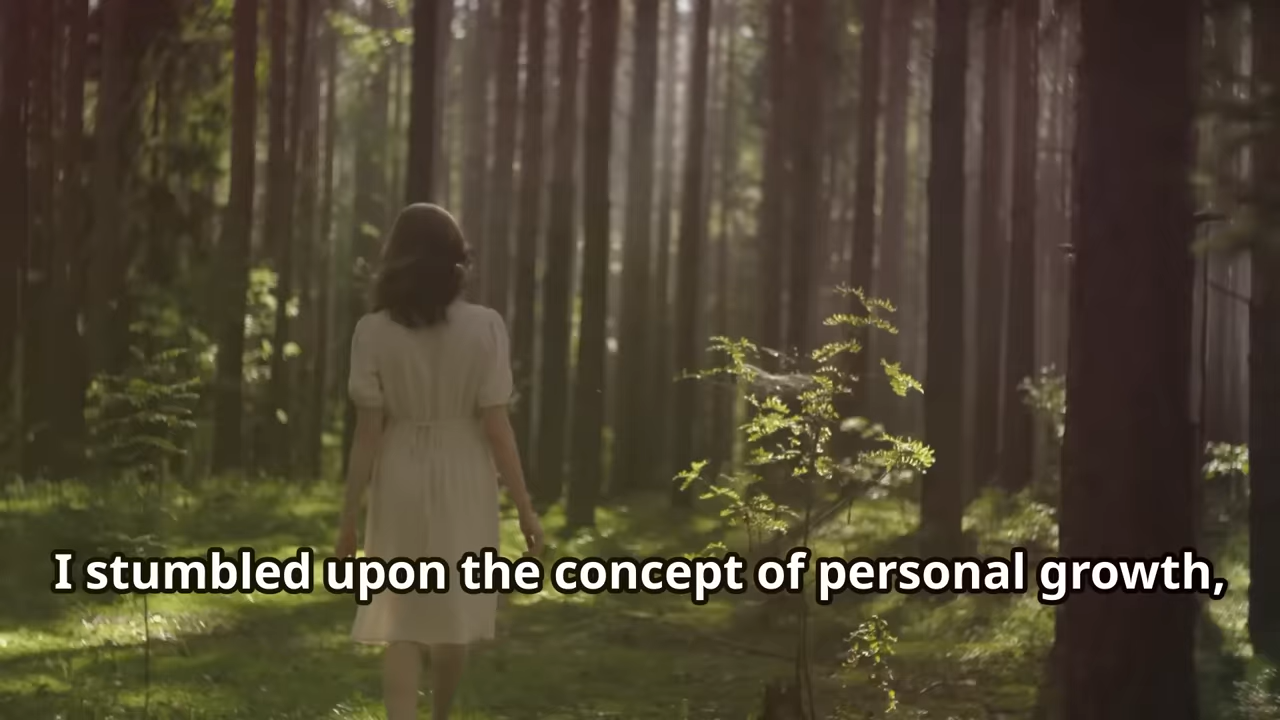 I stumbled upon the concept of personal growth,